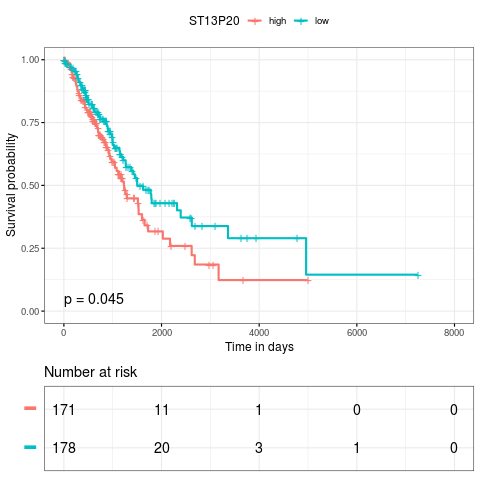 ST13P20 high low
1.00
0.75
0.50
0.25
0.00
Survival probability
p = 0.045
0 2000 4000 6000 8000
Time in days
Number at risk
171 11 1 0 0
178 20 3 1 0